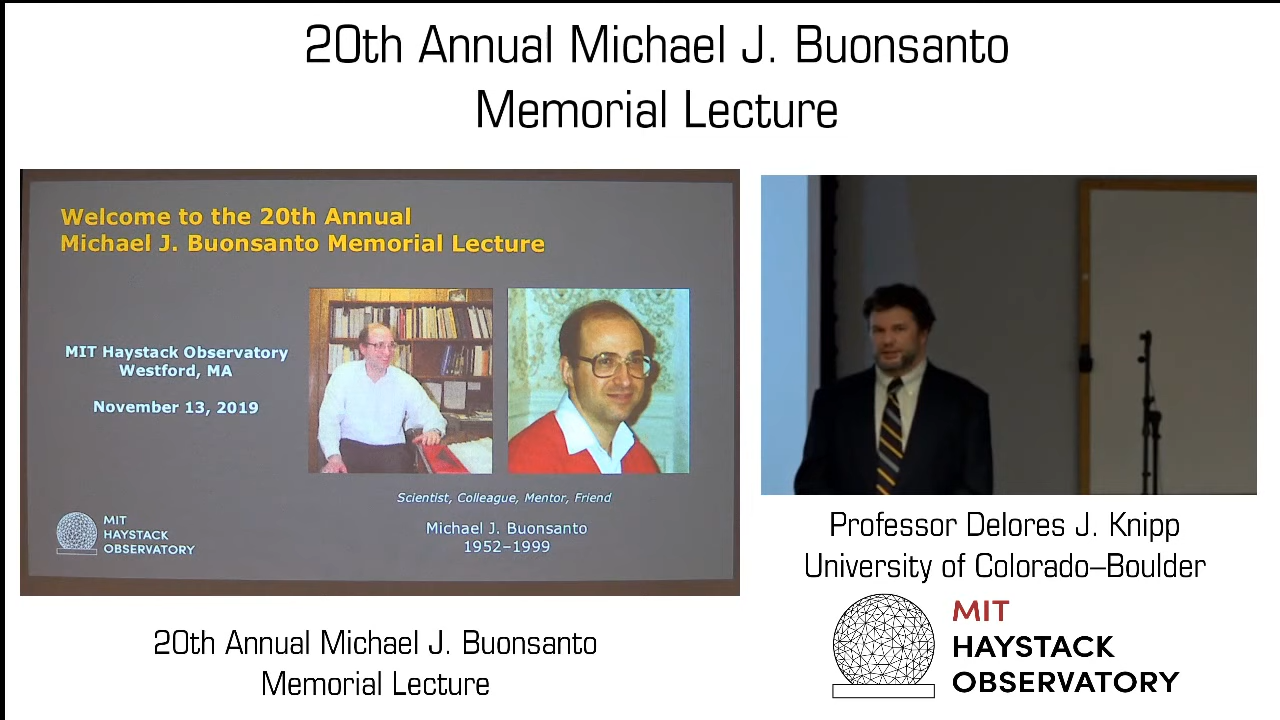 20th Annual Michael J. Buonsanto
Memorial Lecture
Welcome to the 20th Annual
Michael J. Buonsanto Memorial Lecture
MIT Haystack Observatory
Westford, MA
November 13, 2019
Scientist, Colleague, Mentor, Friend
Michael J. Buonsanto
1952–1999
MIT
HAYSTACK
OBSERVATORY
20th Annual Michael J. Buonsanto
Memorial Lecture
Professor Delores J. Knipp
University of Colorado–Boulder
MIT
HAYSTACK
OBSERVATORY